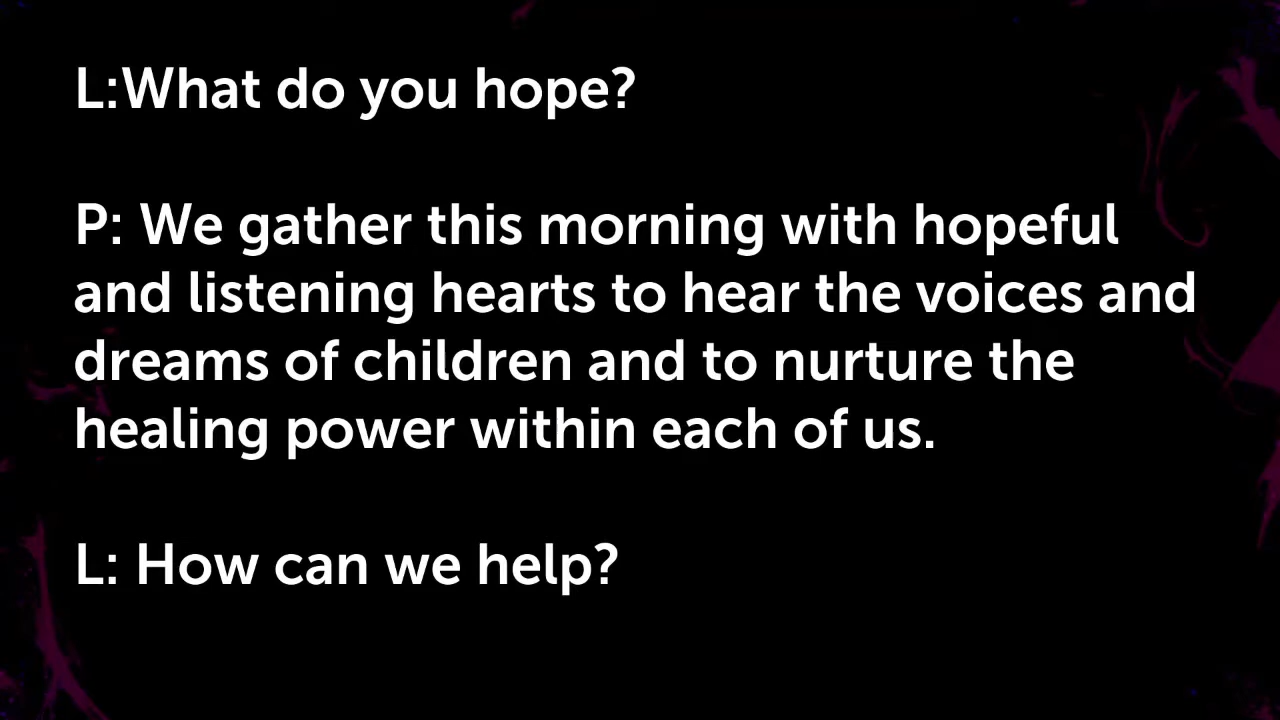 L:What do you hope?
P: We gather this morning with hopeful
and listening hearts to hear the voices and
dreams of children and to nurture the
healing power within each of us.
L: How can we help?